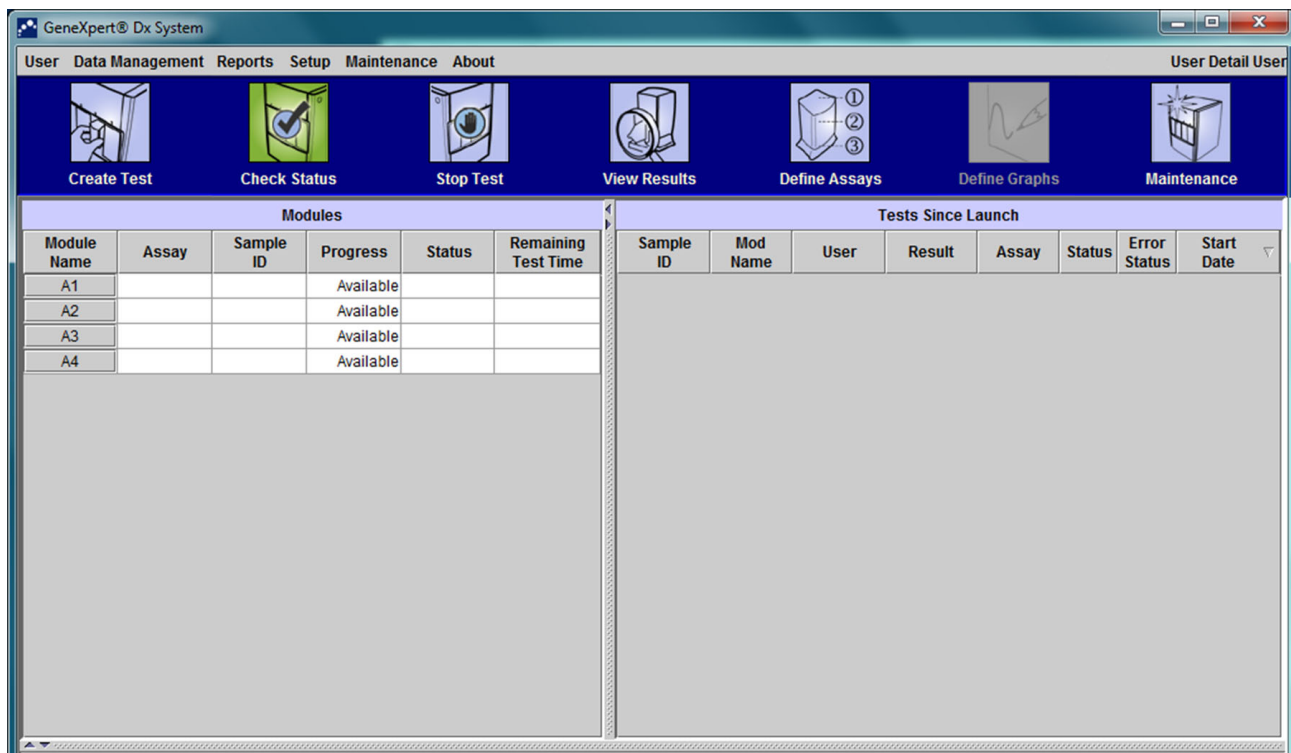 GeneXpert® Dx System
User Data Management Reports Setup Maintenance About User Detail User
① ② ③
Create Test Check Status Stop Test View Results Define Assays Define Graphs Maintenance
Modules
Module Name Assay Sample ID Progress Status Remaining Test Time
A1 Available
A2 Available
A3 Available
A4 Available
Tests Since Launch
Sample ID Mod Name User Result Assay Status Error Status Start Date